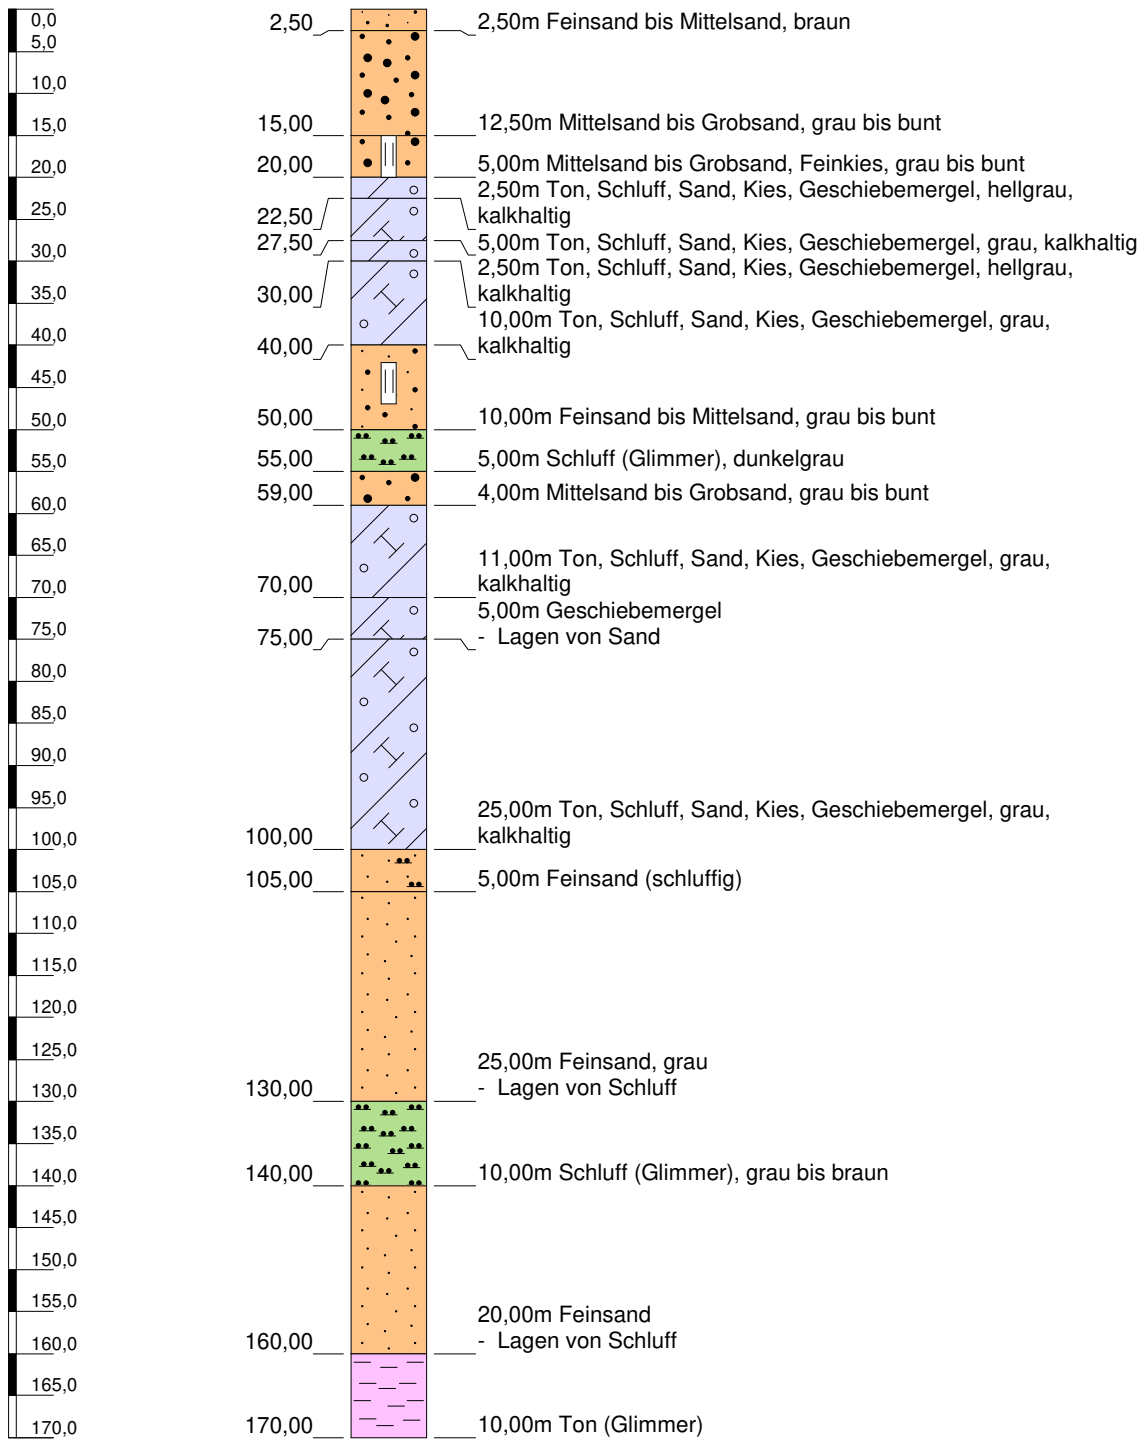 0,0
2,50
2,50m Feinsand bis Mittelsand, braun
5,0
10,0
15,0
15,00
12,50m Mittelsand bis Grobsand, grau bis bunt
20,0
20,00
5,00m Mittelsand bis Grobsand, Feinkies, grau bis bunt
2,50m Ton, Schluff, Sand, Kies, Geschiebemergel, hellgrau,
kalkhaltig
25,0
22,50
27,50
5,00m Ton, Schluff, Sand, Kies, Geschiebemergel, grau, kalkhaltig
30,0
2,50m Ton, Schluff, Sand, Kies, Geschiebemergel, hellgrau,
kalkhaltig
35,0
30,00
10,00m Ton, Schluff, Sand, Kies, Geschiebemergel, grau,
kalkhaltig
40,0
40,00
45,0
50,0
50,00
10,00m Feinsand bis Mittelsand, grau bis bunt
55,0
55,00
5,00m Schluff (Glimmer), dunkelgrau
59,00
4,00m Mittelsand bis Grobsand, grau bis bunt
60,0
65,0
11,00m Ton, Schluff, Sand, Kies, Geschiebemergel, grau,
kalkhaltig
70,0
70,00
5,00m Geschiebemergel
- Lagen von Sand
75,0
75,00
80,0
85,0
90,0
95,0
25,00m Ton, Schluff, Sand, Kies, Geschiebemergel, grau,
kalkhaltig
100,0
100,00
105,0
105,00
5,00m Feinsand (schluffig)
110,0
115,0
120,0
125,0
25,00m Feinsand, grau
- Lagen von Schluff
130,0
130,00
135,0
140,0
140,00
10,00m Schluff (Glimmer), grau bis braun
145,0
150,0
155,0
20,00m Feinsand
- Lagen von Schluff
160,0
160,00
165,0
170,0
170,00
10,00m Ton (Glimmer)